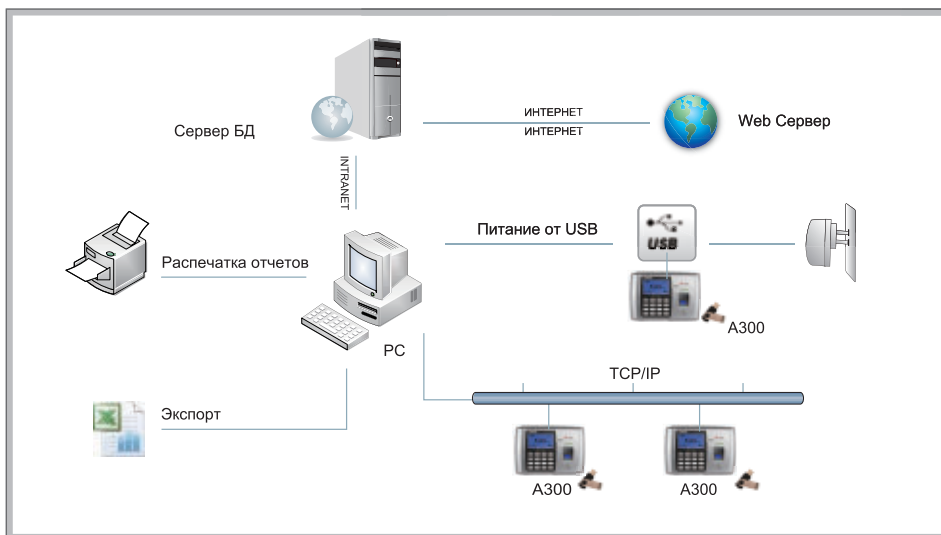 ИНТЕРНЕТ
Web Сервер
Сервер БД
ИНТЕРНЕТ
INTRANET
Питание от USB
USB
Распечатка отчетов
A300
PC
TCP/IP
Экспорт
A300
A300